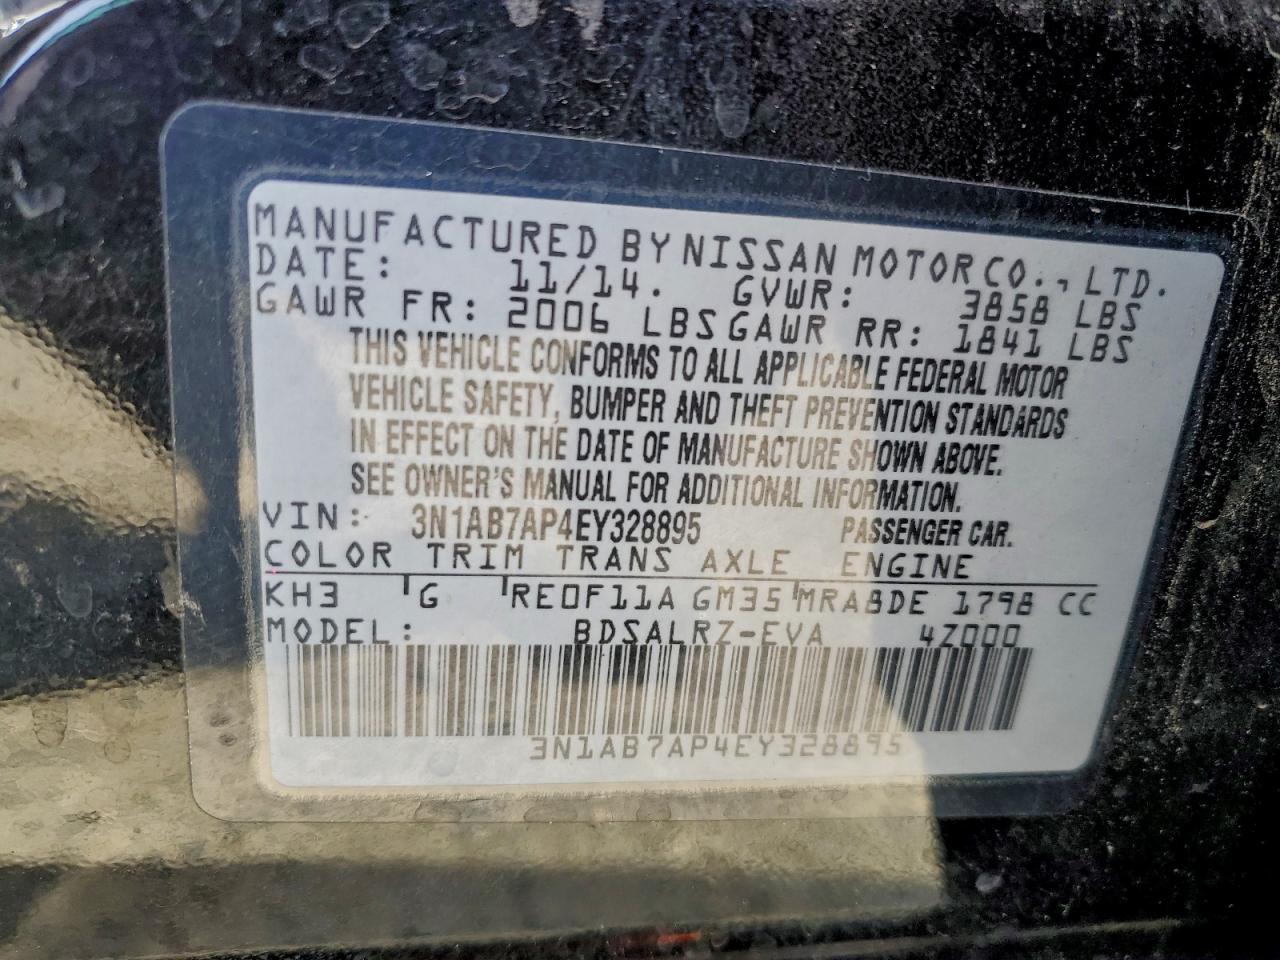 MANUFACTURED BY NISSAN MOTOR CO., LTD.
DATE: 11/14. GVWR: 3858 LBS
GAWR FR: 2006 LBS GAWR RR: 1841 LBS
THIS VEHICLE CONFORMS TO ALL APPLICABLE FEDERAL MOTOR
VEHICLE SAFETY, BUMPER AND THEFT PREVENTION STANDARDS
IN EFFECT ON THE DATE OF MANUFACTURE SHOWN ABOVE.
SEE OWNER'S MANUAL FOR ADDITIONAL INFORMATION.
VIN: 3N1AB7AP4EY328895 PASSENGER CAR.
COLOR TRIM TRANS AXLE ENGINE
KH3 G RE0F11A GM35 MRA8DE 1798 CC
MODEL: BDSALRZ-EVA 4Z000
3N1AB7AP4EY328895